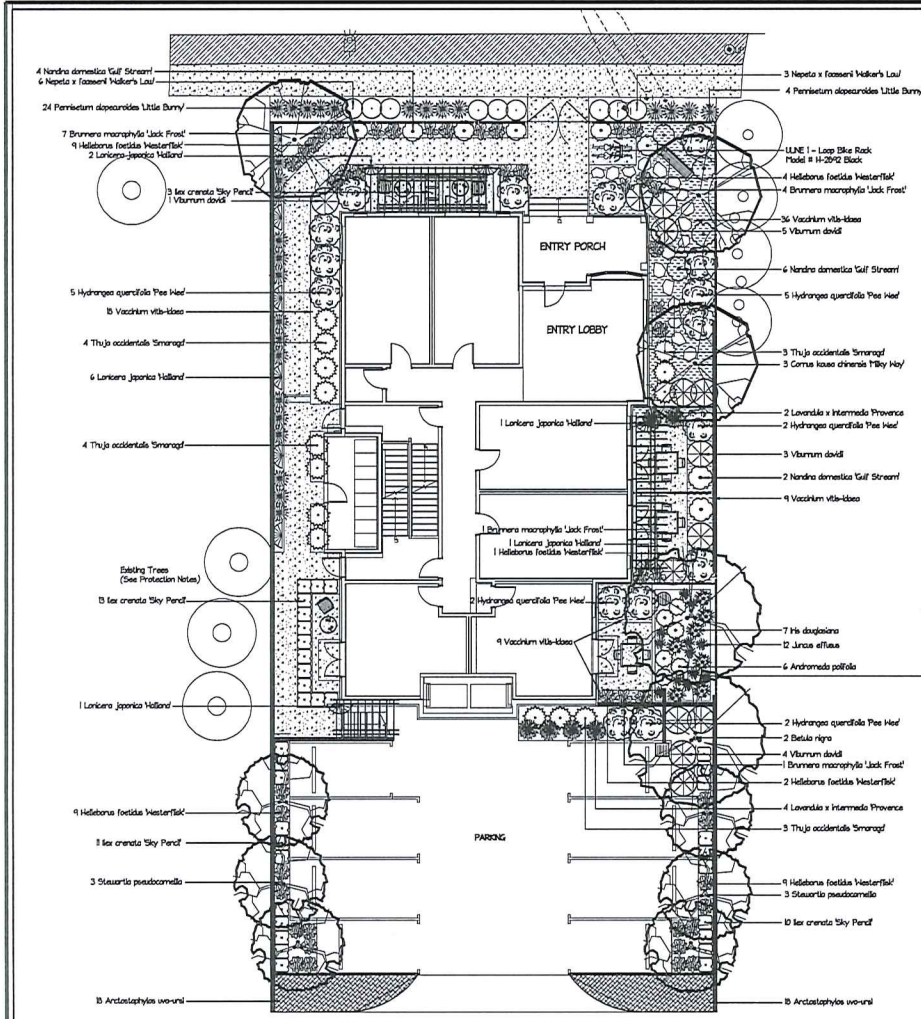 4 Nandina domestica 'Gulf Stream'
6 Nepeta x faassenii 'Walker's Low'
24 Pennisetum alopecuroides 'Little Bunny'
7 Brunnera macrophylla 'Jack Frost'
9 Helleborus foetidus 'Westerflisk'
2 Lonicera japonica 'Halliana'
3 Ilex crenata 'Sky Pencil'
1 Viburnum davidii
5 Hydrangea quercifolia 'Pee Wee'
18 Vaccinium vitis-idaea
4 Thuja occidentalis 'Smaragd'
6 Lonicera japonica 'Halliana'
4 Thuja occidentalis 'Smaragd'
Existing Trees
(See Protection Notes)
13 Ilex crenata 'Sky Pencil'
1 Lonicera japonica 'Halliana'
9 Helleborus foetidus 'Westerflisk'
11 Ilex crenata 'Sky Pencil'
3 Stewartia pseudocamellia
18 Arctostaphylos uva-ursi
ENTRY PORCH
ENTRY LOBBY
1 Lonicera japonica 'Halliana'
1 Brunnera macrophylla 'Jack Frost'
1 Lonicera japonica 'Halliana'
1 Helleborus foetidus 'Westerflisk'
2 Hydrangea quercifolia 'Pee Wee'
9 Vaccinium vitis-idaea
PARKING
3 Nepeta x faassenii 'Walker's Low'
4 Pennisetum alopecuroides 'Little Bunny'
ULINE 1 - Loop Bike Rack
Model # H-2892 Black
4 Helleborus foetidus 'Westerflisk'
4 Brunnera macrophylla 'Jack Frost'
36 Vaccinium vitis-idaea
5 Viburnum davidii
6 Nandina domestica 'Gulf Stream'
5 Hydrangea quercifolia 'Pee Wee'
3 Thuja occidentalis 'Smaragd'
3 Cornus kousa chinensis 'Milky Way'
2 Lavandula x intermedia 'Provence'
2 Hydrangea quercifolia 'Pee Wee'
3 Viburnum davidii
2 Nandina domestica 'Gulf Stream'
9 Vaccinium vitis-idaea
7 Iris douglasiana
12 Juncus effusus
6 Andromeda polifolia
2 Hydrangea quercifolia 'Pee Wee'
2 Betula nigra
4 Viburnum davidii
1 Brunnera macrophylla 'Jack Frost'
2 Helleborus foetidus 'Westerflisk'
4 Lavandula x intermedia 'Provence'
3 Thuja occidentalis 'Smaragd'
9 Helleborus foetidus 'Westerflisk'
3 Stewartia pseudocamellia
10 Ilex crenata 'Sky Pencil'
18 Arctostaphylos uva-ursi